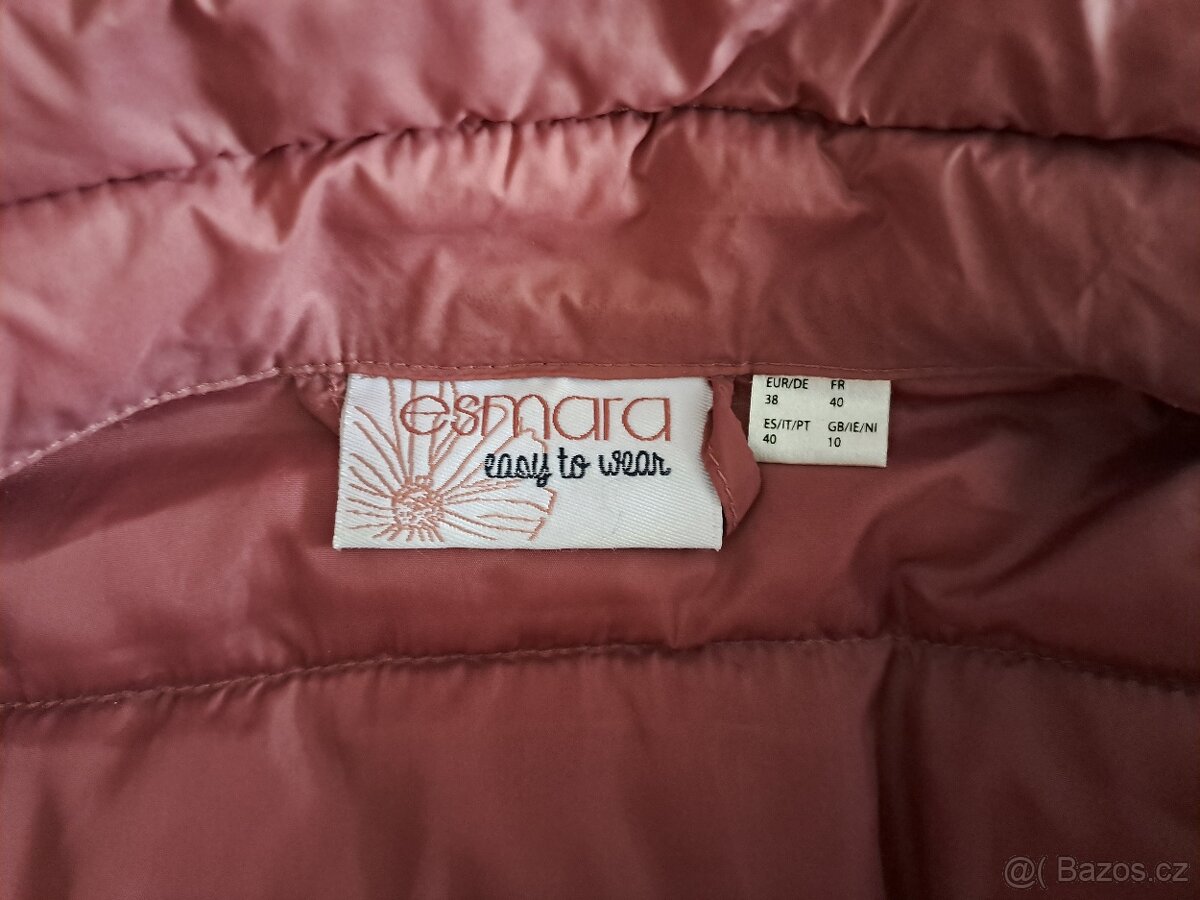 esmara
easy to wear
EUR/DE FR
38 40
ES/IT/PT GB/IE/NI
40 10
@( Bazos.cz